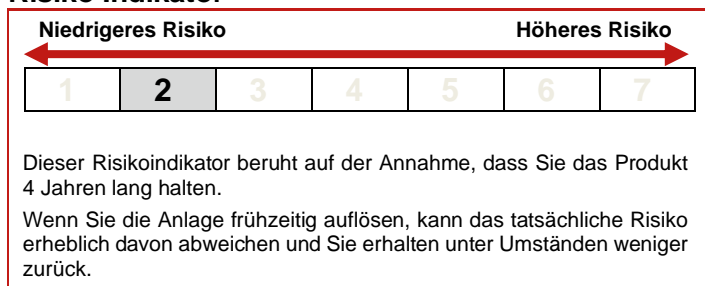 Risiko-Indikator
Niedrigeres Risiko Höheres Risiko
1 2 3 4 5 6 7
Dieser Risikoindikator beruht auf der Annahme, dass Sie das Produkt
4 Jahren lang halten.
Wenn Sie die Anlage frühzeitig auflösen, kann das tatsächliche Risiko
erheblich davon abweichen und Sie erhalten unter Umständen weniger
zurück.